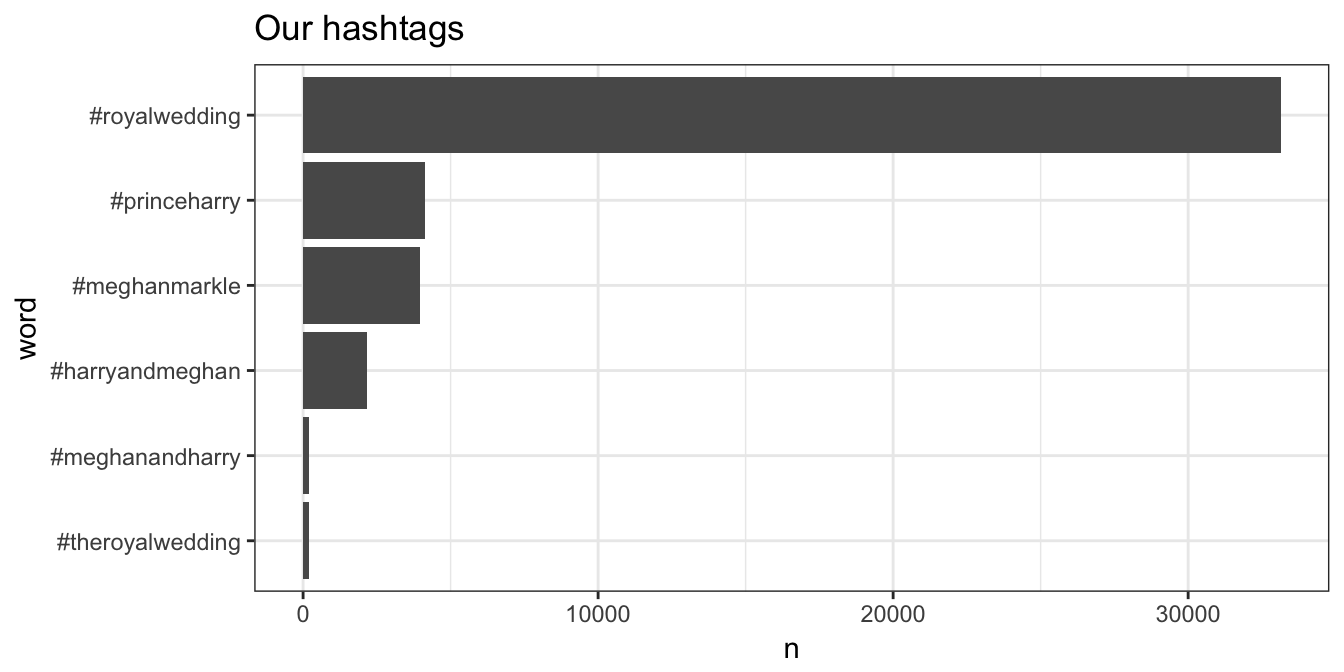 Our hashtags
#royalwedding
#princeharry
#meghanmarkle
#harryandmeghan
#meghanandharry
#theroyalwedding
word
0 10000 20000 30000
n